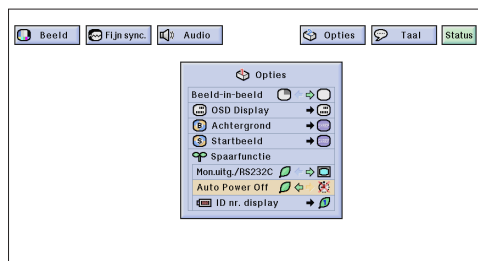 Beeld Fijn sync. Audio Opties Taal Status
Opties
Beeld-in-beeld
OSD Display
B Achtergrond
S Startbeeld
Spaarfunctie
Mon.uitg./RS232C
Auto Power Off
ID nr. display